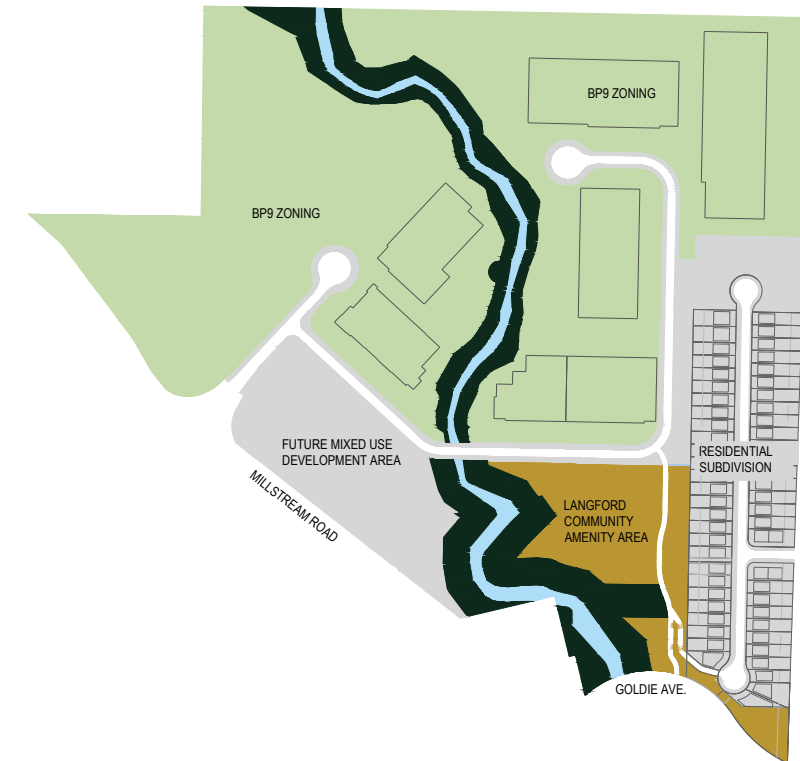 BP9 ZONING
BP9 ZONING
FUTURE MIXED USE
DEVELOPMENT AREA
MILLSTREAM ROAD
RESIDENTIAL
SUBDIVISION
LANGFORD
COMMUNITY
AMENITY AREA
GOLDIE AVE.